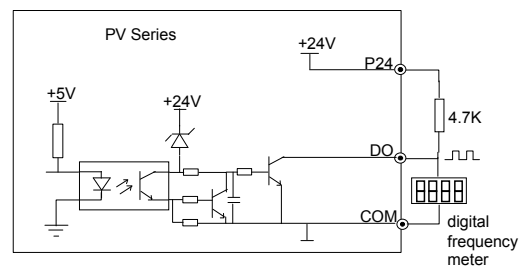 PV Series
+24V
P24
+5V
+24V
4.7K
DO
COM
digital
frequency
meter